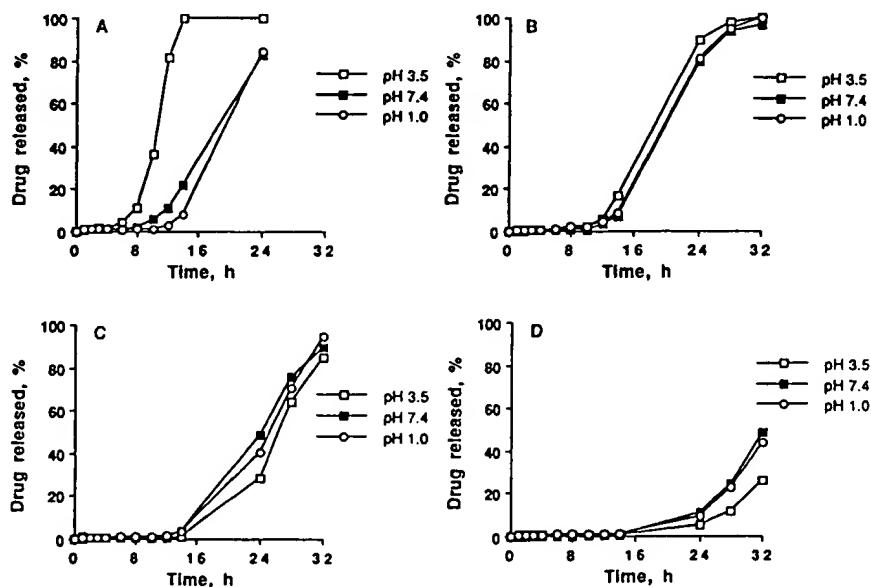 A
Drug released, %
100
80
60
40
20
0
0 8 16 24 32
Time, h
pH 3.5
pH 7.4
pH 1.0
B
Drug released, %
100
80
60
40
20
0
0 8 16 24 32
Time, h
pH 3.5
pH 7.4
pH 1.0
C
Drug released, %
100
80
60
40
20
0
0 8 16 24 32
Time, h
pH 3.5
pH 7.4
pH 1.0
D
Drug released, %
100
80
60
40
20
0
0 8 16 24 32
Time, h
pH 3.5
pH 7.4
pH 1.0